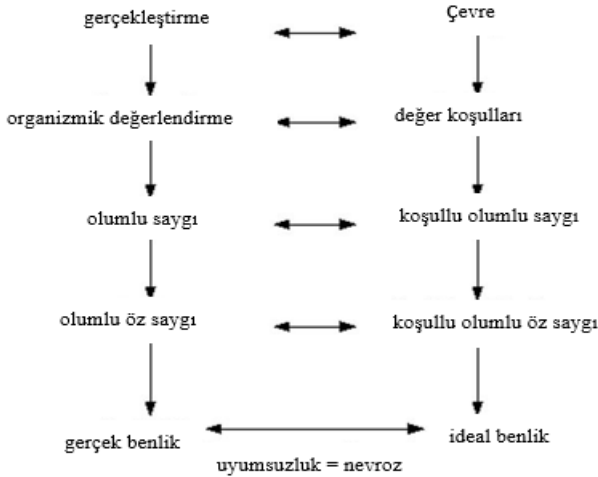 gerçekleştirme
Çevre
organizmik değerlendirme
değer koşulları
olumlu saygı
koşullu olumlu saygı
olumlu öz saygı
koşullu olumlu öz saygı
gerçek benlik
ideal benlik
uyumsuzluk = nevroz